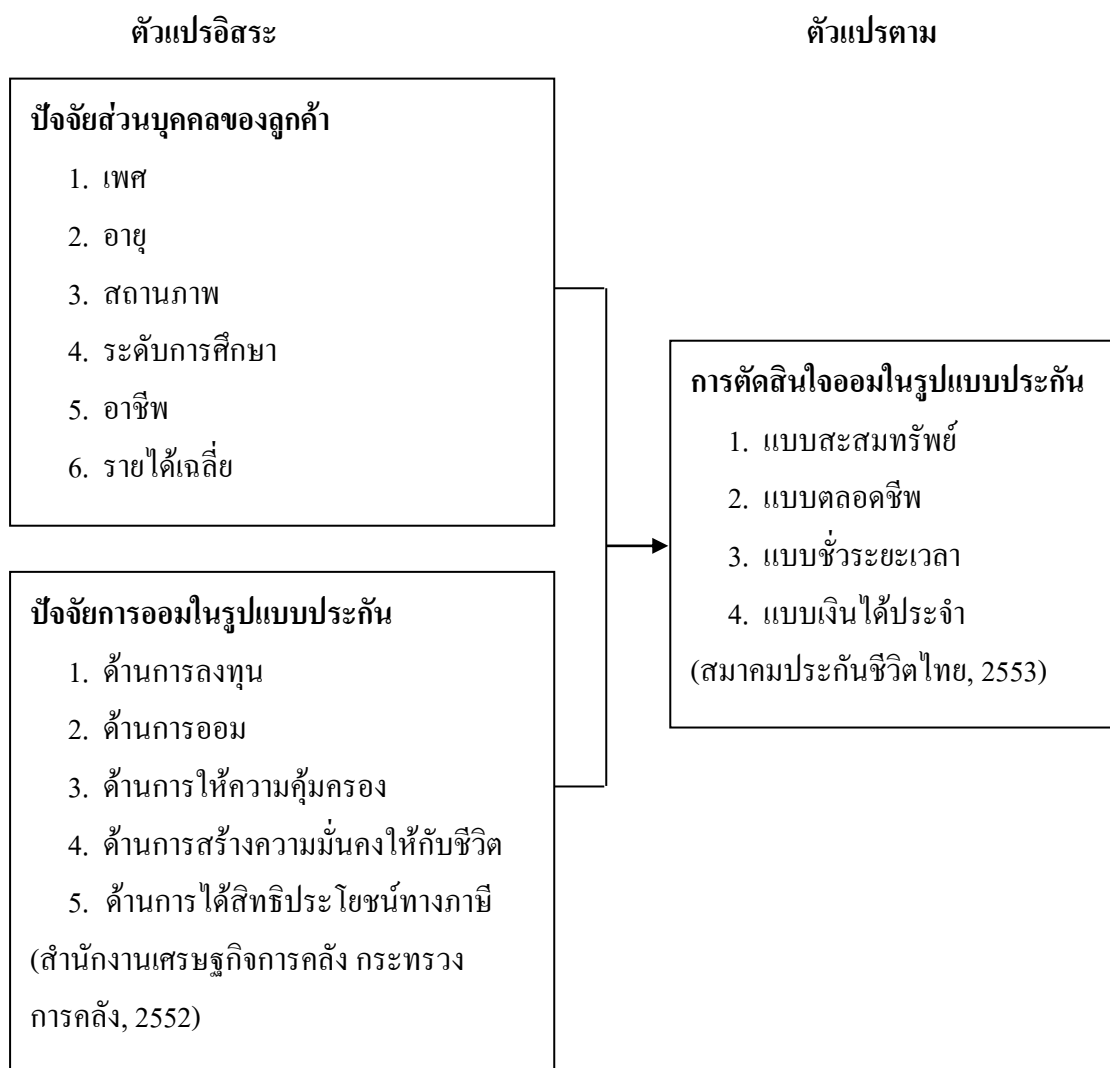 ตัวแปรอิสระ
ตัวแปรตาม
ปัจจัยส่วนบุคคลของลูกค้า
1. เพศ
2. อายุ
3. สถานภาพ
4. ระดับการศึกษา
5. อาชีพ
6. รายได้เฉลี่ย
ปัจจัยการออมในรูปแบบประกัน
1. ด้านการลงทุน
2. ด้านการออม
3. ด้านการให้ความคุ้มครอง
4. ด้านการสร้างความมั่นคงให้กับชีวิต
5. ด้านการได้สิทธิประโยชน์ทางภาษี
(สำนักงานเศรษฐกิจการคลัง กระทรวง
การคลัง, 2552)
การตัดสินใจออมในรูปแบบประกัน
1. แบบสะสมทรัพย์
2. แบบตลอดชีพ
3. แบบชั่วระยะเวลา
4. แบบเงินได้ประจำ
(สมาคมประกันชีวิตไทย, 2553)